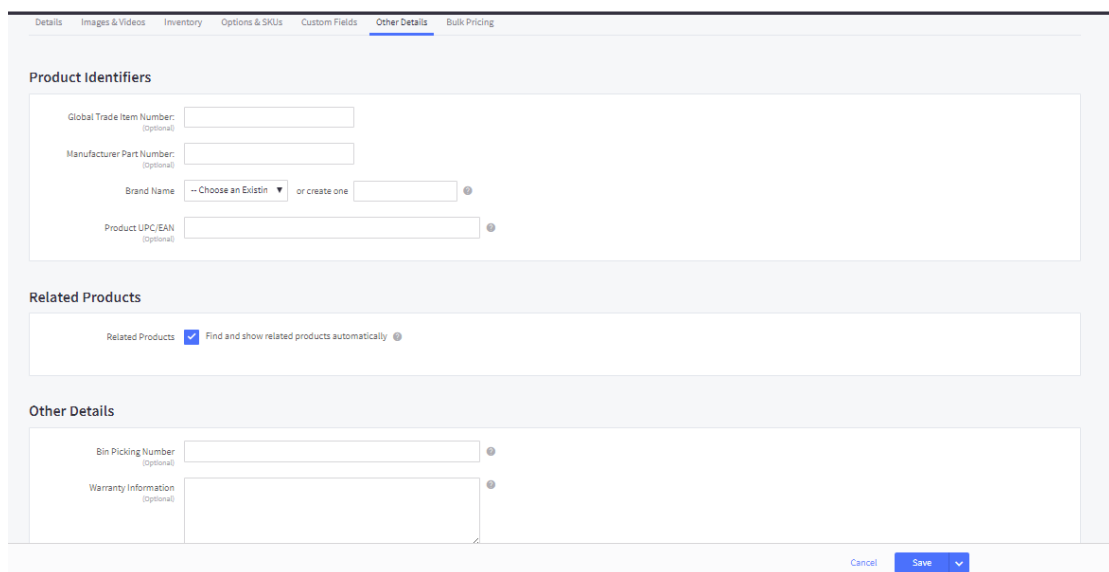 Details Images & Videos Inventory Options & SKUs Custom Fields Other Details Bulk Pricing
Product Identifiers
Global Trade Item Number:
(Optional)
Manufacturer Part Number:
(Optional)
Brand Name -- Choose an Existin ▼ or create one ?
Product UPC/EAN ?
(Optional)
Related Products
Related Products Find and show related products automatically ?
Other Details
Bin Picking Number ?
(Optional)
Warranty Information ?
(Optional)
Cancel Save